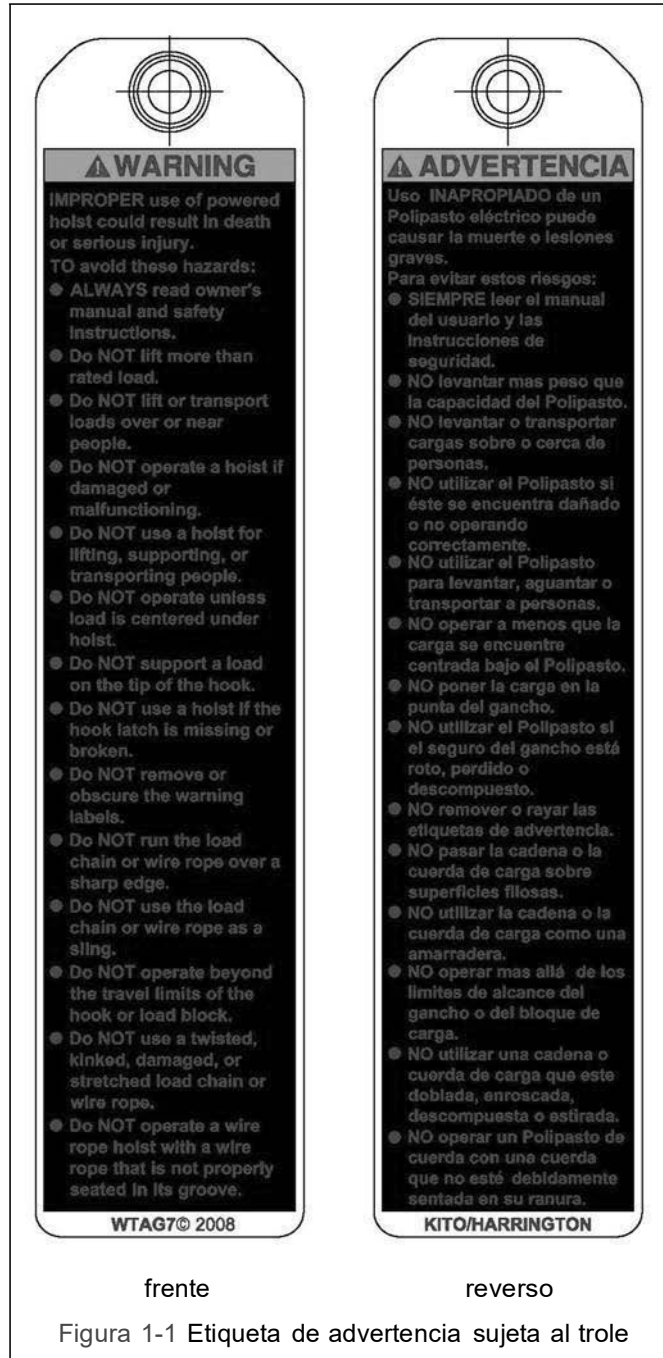 WARNING
IMPROPER use of powered
hoist could result in death
or serious injury.
TO avoid these hazards:
● ALWAYS read owner's
manual and safety
instructions.
● Do NOT lift more than
rated load.
● Do NOT lift or transport
loads over or near
people.
● Do NOT operate a hoist if
damaged or
malfunctioning.
● Do NOT use a hoist for
lifting, supporting, or
transporting people.
● Do NOT operate unless
load is centered under
hoist.
● Do NOT support a load
on the tip of the hook.
● Do NOT use a hoist if the
hook latch is missing or
broken.
● Do NOT remove or
obscure the warning
labels.
● Do NOT run the load
chain or wire rope over a
sharp edge.
● Do NOT use the load
chain or wire rope as a
sling.
● Do NOT operate beyond
the travel limits of the
hook or load block.
● Do NOT use a twisted,
kinked, damaged, or
stretched load chain or
wire rope.
● Do NOT operate a wire
rope hoist with a wire
rope that is not properly
seated in its groove.
WTAG7© 2008
ADVERTENCIA
Uso INAPROPIADO de un
Polipasto eléctrico puede
causar la muerte o lesiones
graves.
Para evitar estos riesgos:
● SIEMPRE leer el manual
del usuario y las
instrucciones de
seguridad.
● NO levantar mas peso que
la capacidad del Polipasto.
● NO levantar o transportar
cargas sobre o cerca de
personas.
● NO utilizar el Polipasto si
éste se encuentra dañado
o no operando
correctamente.
● NO utilizar el Polipasto
para levantar, aguantar o
transportar a personas.
● NO operar a menos que la
carga se encuentre
centrada bajo el Polipasto.
● NO poner la carga en la
punta del gancho.
● NO utilizar el Polipasto si
el seguro del gancho está
roto, perdido o
descompuesto.
● NO remover o rayar las
etiquetas de advertencia.
● NO pasar la cadena o la
cuerda de carga sobre
superficies filosas.
● NO utilizar la cadena o la
cuerda de carga como una
amarradera.
● NO operar mas allá de los
limites de alcance del
gancho o del bloque de
carga.
● NO utilizar una cadena o
cuerda de carga que este
doblada, enroscada,
descompuesta o estirada.
● NO operar un Polipasto de
cuerda con una cuerda
que no esté debidamente
sentada en su ranura.
KITO/HARRINGTON
frente
reverso
Figura 1-1 Etiqueta de advertencia sujeta al trole